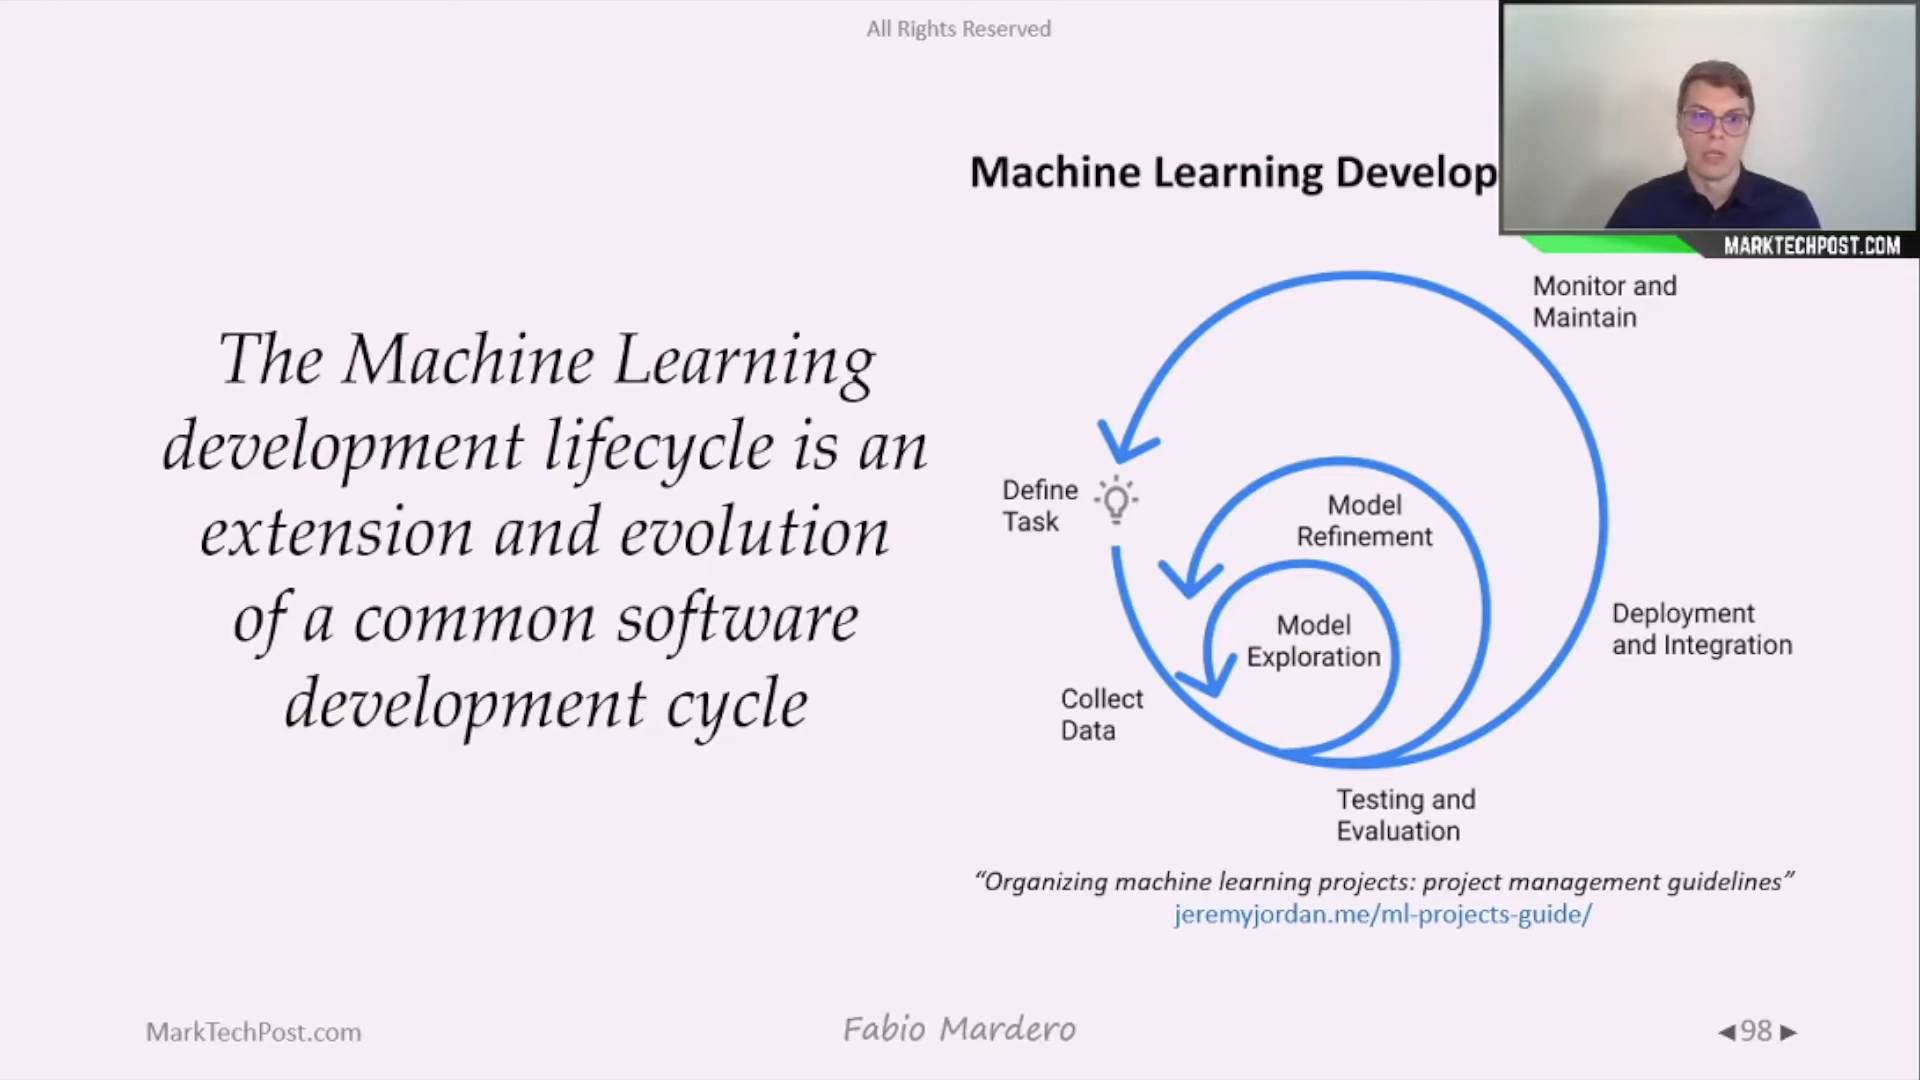 All Rights Reserved
Machine Learning Develop
MARKTECHPOST.COM
The Machine Learning
development lifecycle is an
extension and evolution
of a common software
development cycle
Monitor and
Maintain
Define
Task
Model
Refinement
Model
Exploration
Deployment
and Integration
Collect
Data
Testing and
Evaluation
“Organizing machine learning projects: project management guidelines”
jeremyjordan.me/ml-projects-guide/
MarkTechPost.com
Fabio Mardero
◀98▶